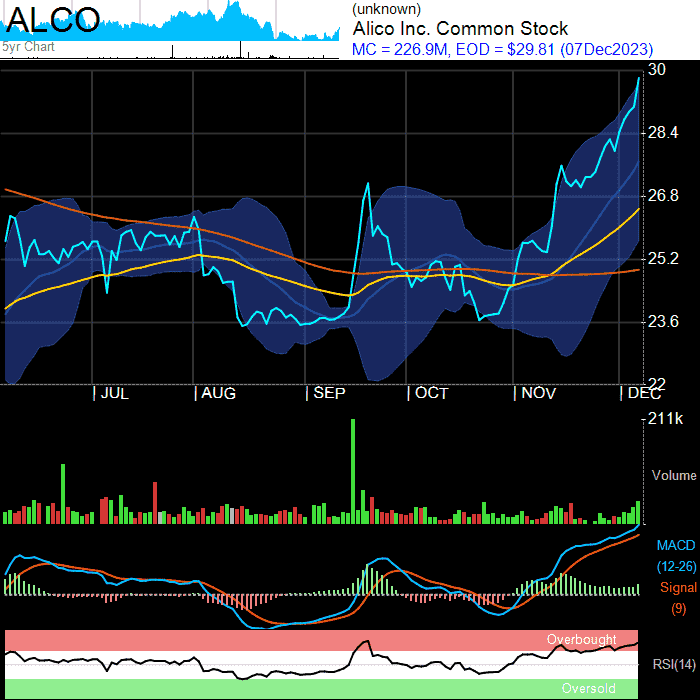 ALCO
5yr Chart
(unknown)
Alico Inc. Common Stock
MC = 226.9M, EOD = $29.81 (07Dec2023)
30
28.4
26.8
25.2
23.6
22
JUL AUG SEP OCT NOV DEC
211k
Volume
MACD
(12-26)
Signal
(9)
Overbought
RSI(14)
Oversold